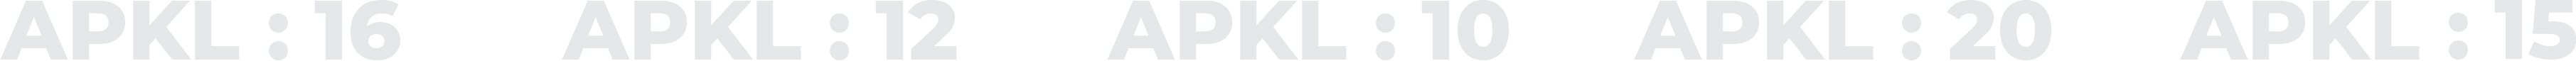 APKL : 16 APKL : 12 APKL : 10 APKL : 20 APKL : 15